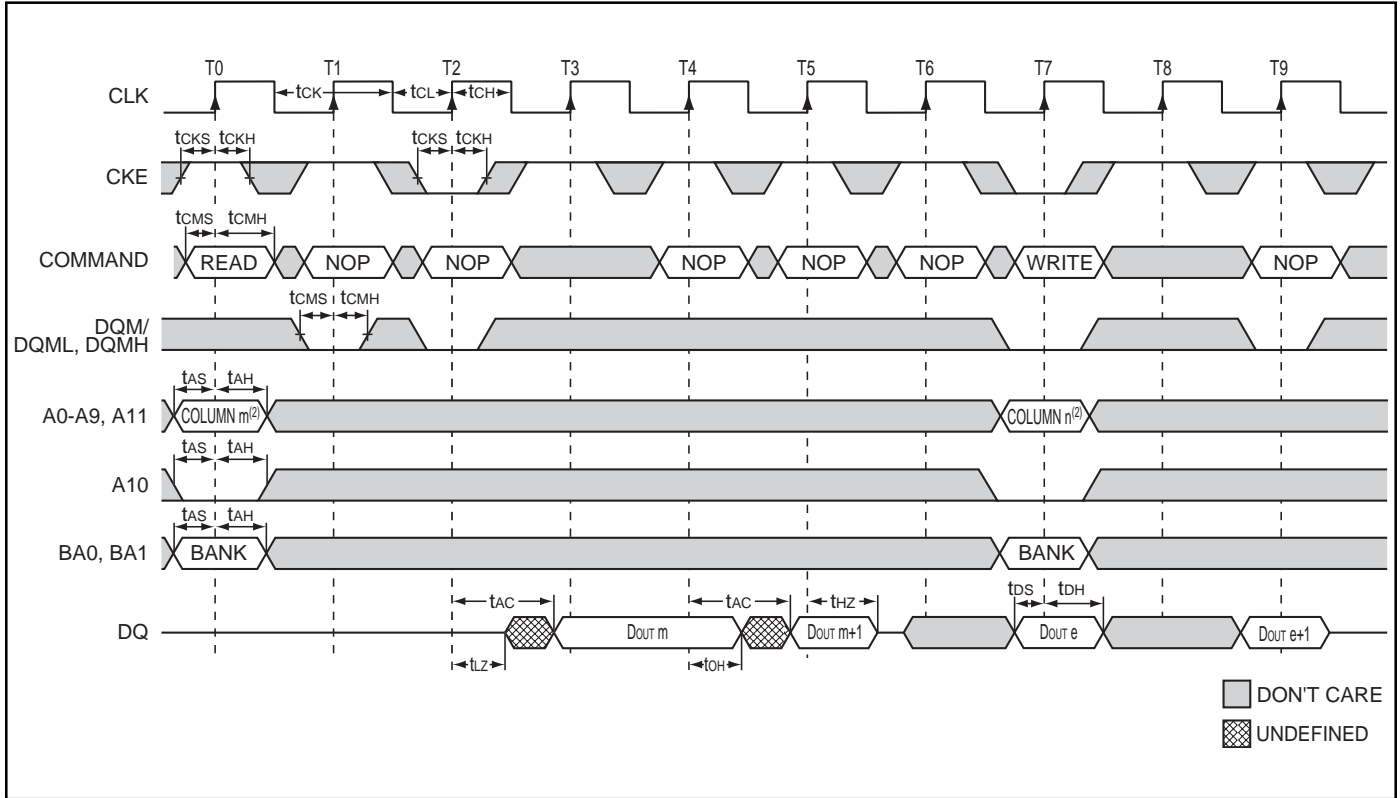 T0 T1 T2 T3 T4 T5 T6 T7 T8 T9
CLK tCK tCL tCH
tCKS tCKH tCKS tCKH
CKE
tCMS tCMH
COMMAND READ NOP NOP NOP NOP NOP WRITE NOP
tCMS tCMH
DQM/
DQML, DQMH
tAS tAH
A0-A9, A11 COLUMN m(2) COLUMN n(2)
tAS tAH
A10
tAS tAH
BA0, BA1 BANK BANK
tAC tAC tHZ tDS tDH
DQ DOUT m DOUT m+1 DOUT e DOUT e+1
tLZ tOH
DON'T CARE
UNDEFINED